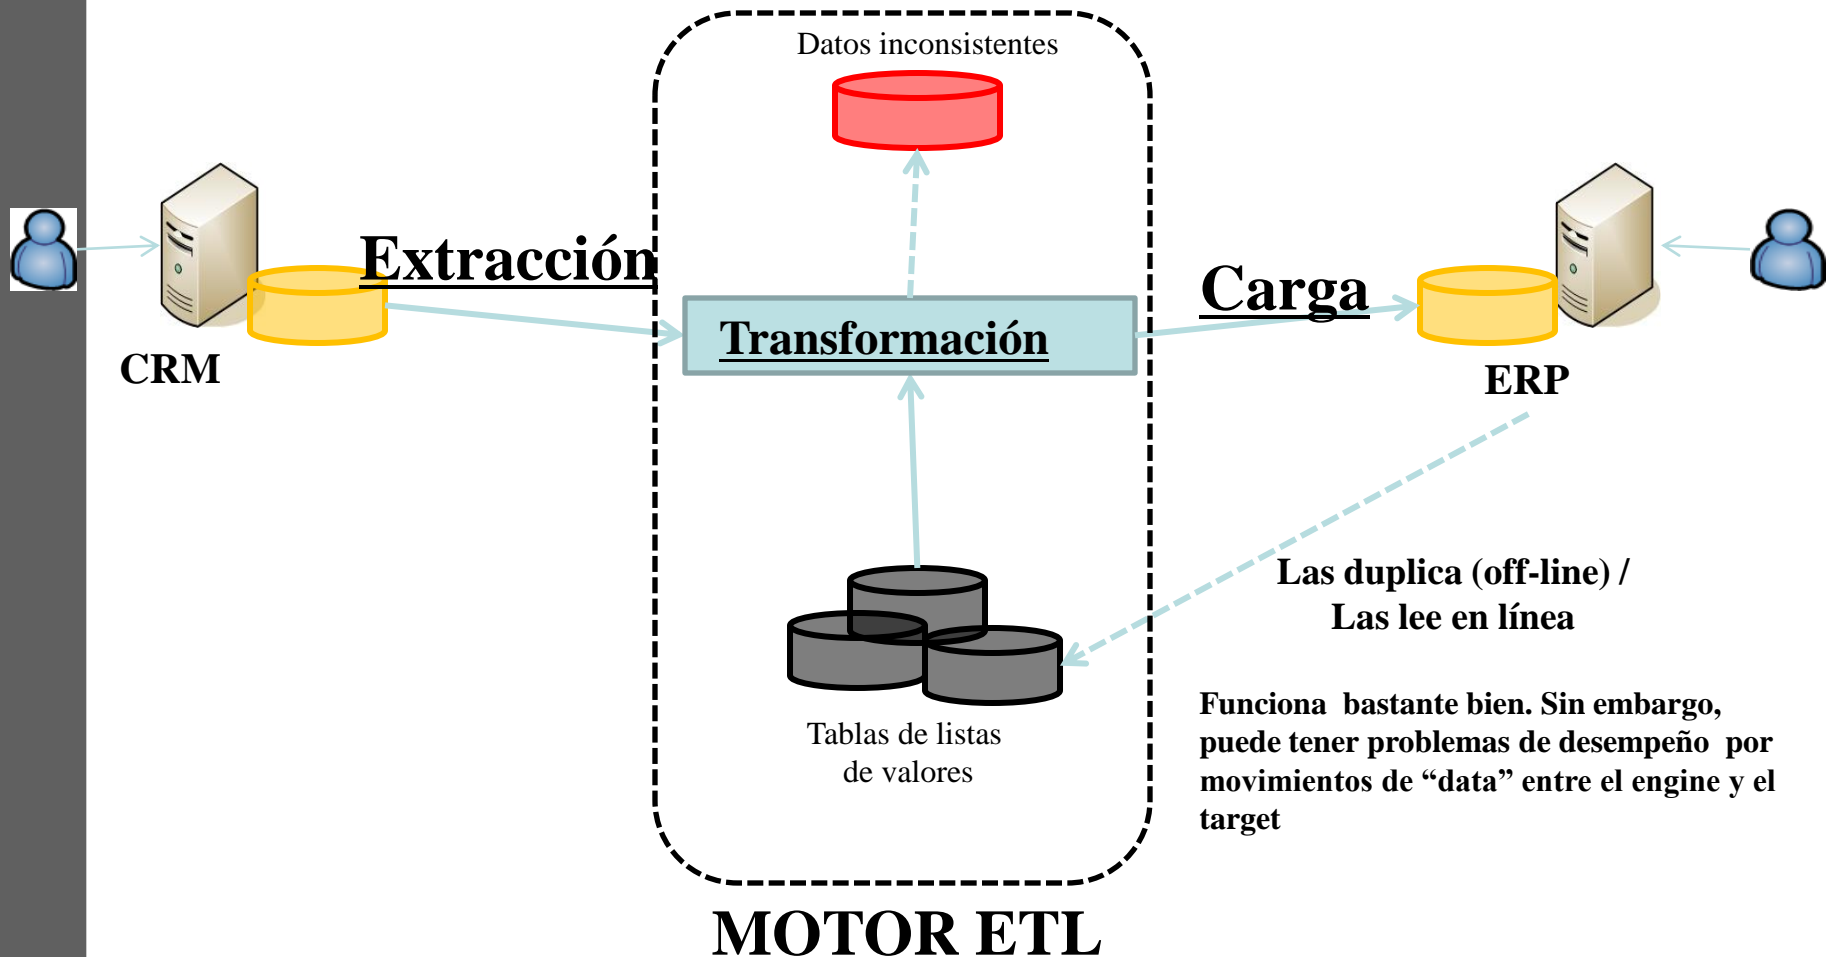 Datos inconsistentes
Extracción
Carga
Transformación
CRM
ERP
Las duplica (off-line) /
Las lee en línea
Funciona bastante bien. Sin embargo,
puede tener problemas de desempeño por
movimientos de “data” entre el engine y el
target
Tablas de listas
de valores
MOTOR ETL